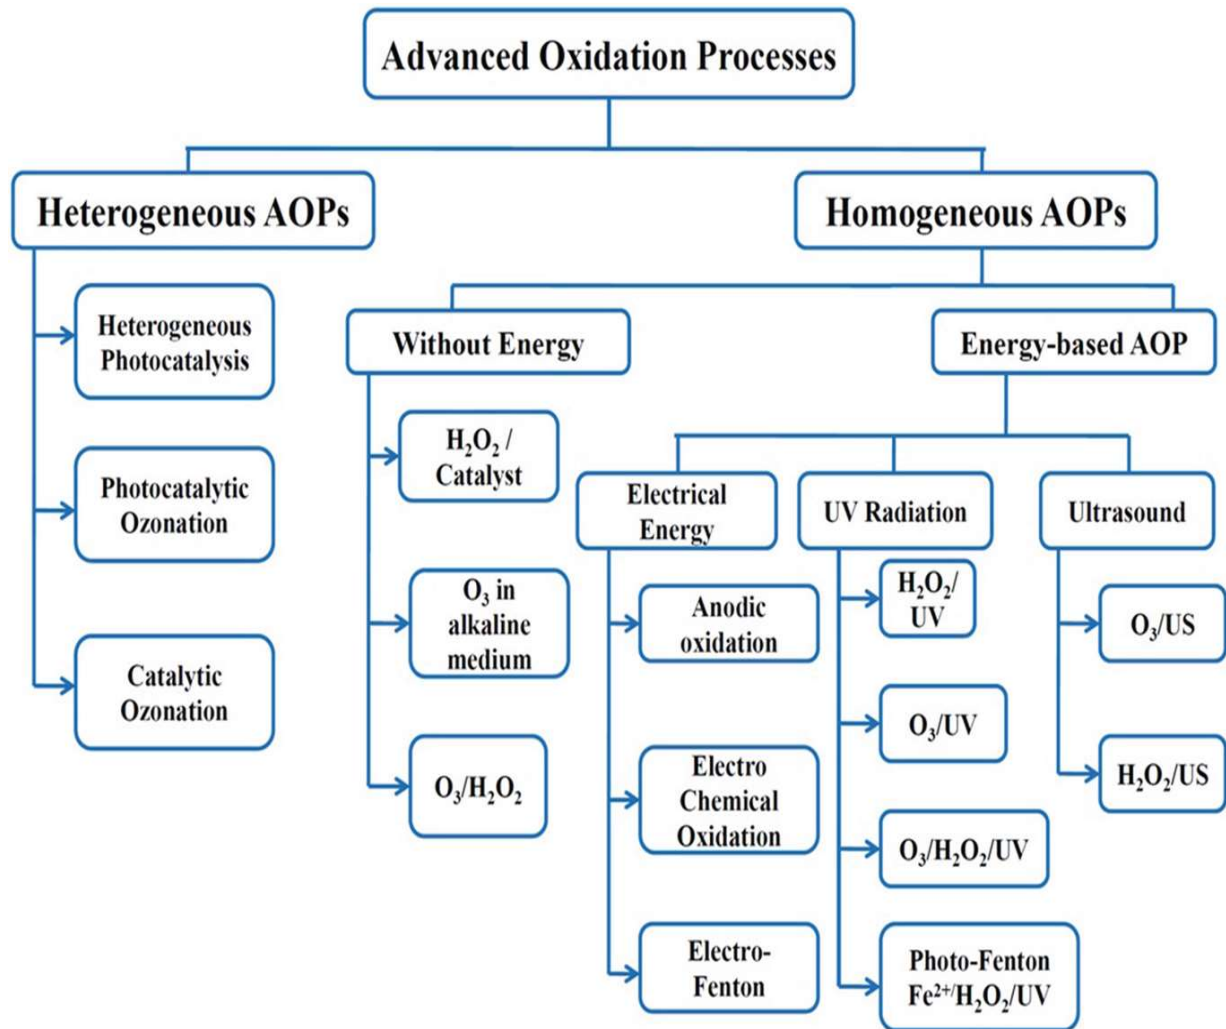 Advanced Oxidation Processes
Heterogeneous AOPs
Homogeneous AOPs
Heterogeneous
Photocatalysis
Photocatalytic
Ozonation
Catalytic
Ozonation
Without Energy
H₂O₂ /
Catalyst
O₃ in
alkaline
medium
O₃/H₂O₂
Energy-based AOP
Electrical
Energy
Anodic
oxidation
Electro
Chemical
Oxidation
Electro-
Fenton
UV Radiation
H₂O₂/
UV
O₃/UV
O₃/H₂O₂/UV
Photo-Fenton
Fe²⁺/H₂O₂/UV
Ultrasound
O₃/US
H₂O₂/US